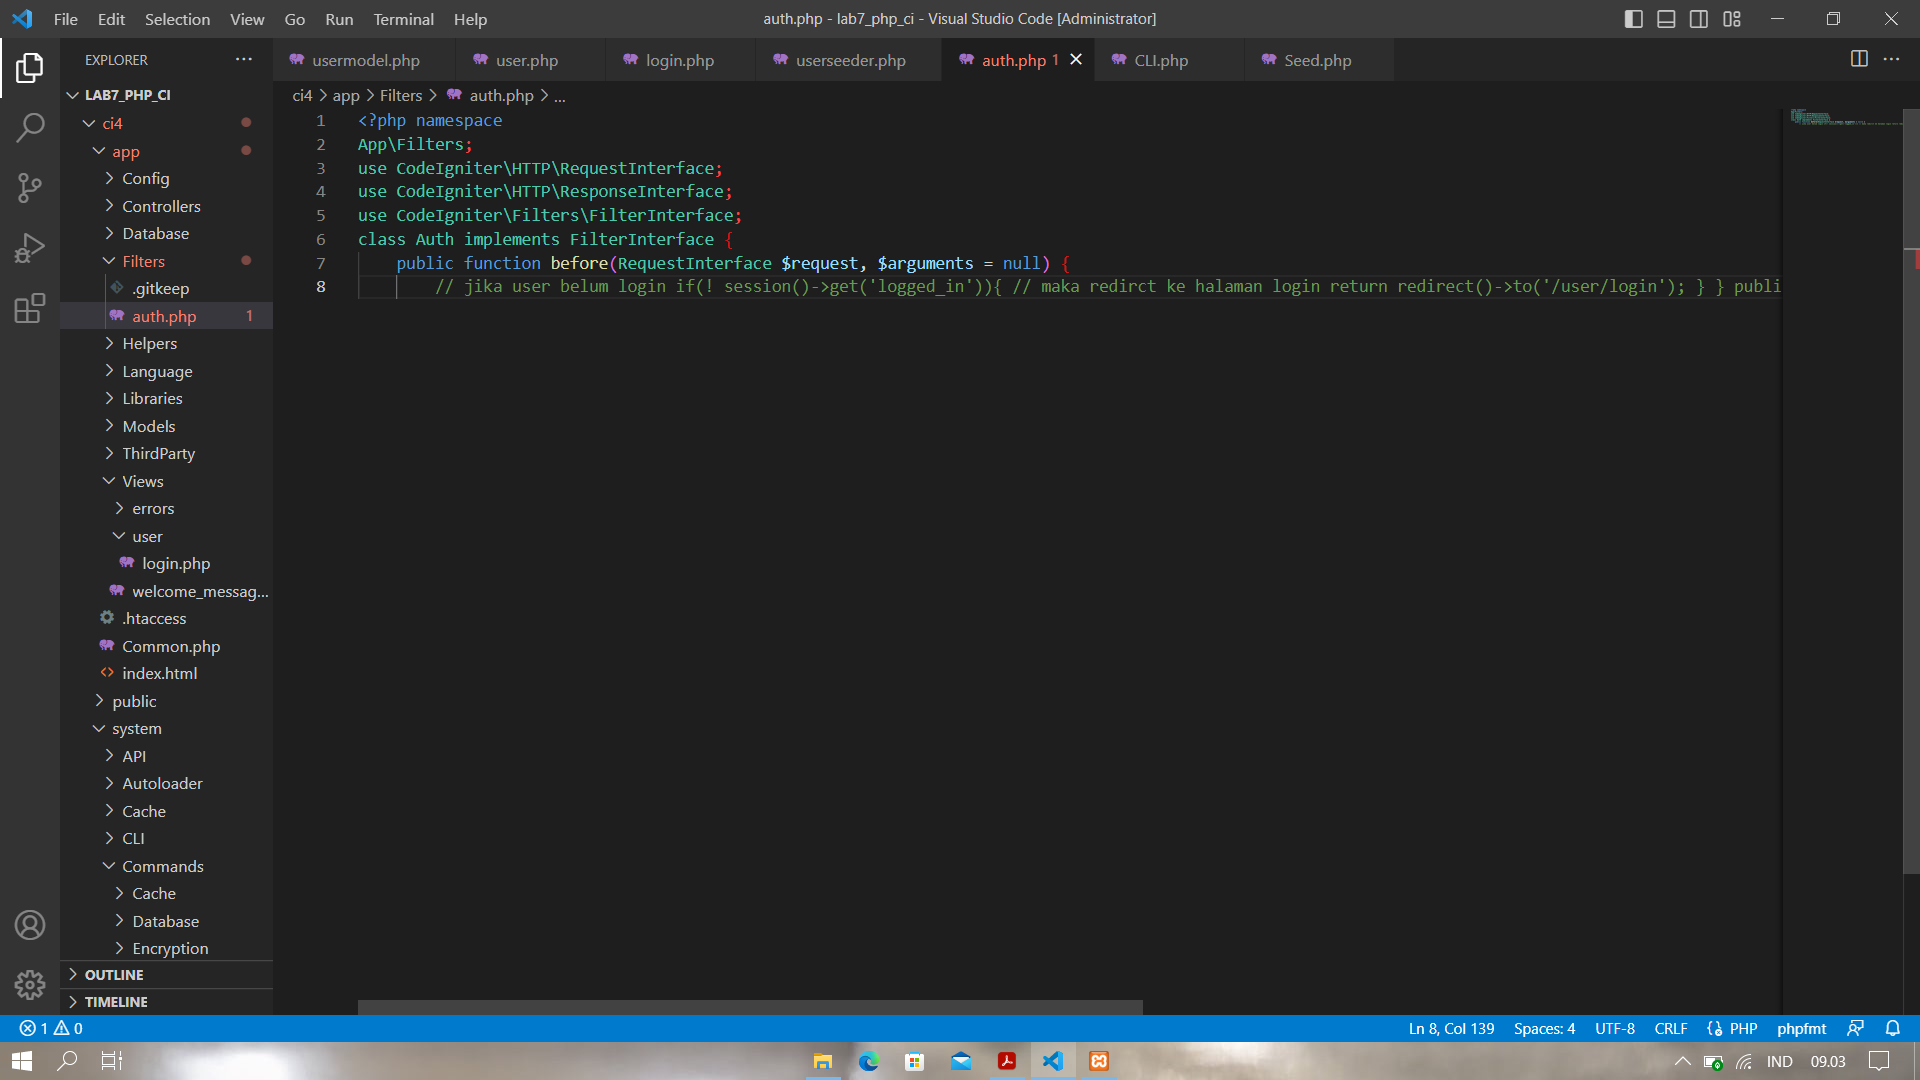 File Edit Selection View Go Run Terminal Help
auth.php - lab7_php_ci - Visual Studio Code [Administrator]
EXPLORER
LAB7_PHP_CI
ci4
app
Config
Controllers
Database
Filters
.gitkeep
auth.php 1
Helpers
Language
Libraries
Models
ThirdParty
Views
errors
user
login.php
welcome_messag...
.htaccess
Common.php
index.html
public
system
API
Autoloader
Cache
CLI
Commands
Cache
Database
Encryption
OUTLINE
TIMELINE
usermodel.php user.php login.php userseeder.php auth.php 1 CLI.php Seed.php
ci4 > app > Filters > auth.php > ...
1 <?php namespace
2 App\Filters;
3 use CodeIgniter\HTTP\RequestInterface;
4 use CodeIgniter\HTTP\ResponseInterface;
5 use CodeIgniter\Filters\FilterInterface;
6 class Auth implements FilterInterface {
7 public function before(RequestInterface $request, $arguments = null) {
8 // jika user belum login if(! session()->get('logged_in')){ // maka redirct ke halaman login return redirect()->to('/user/login'); } } publi
1 0
Ln 8, Col 139 Spaces: 4 UTF-8 CRLF PHP phpfmt
IND 09.03